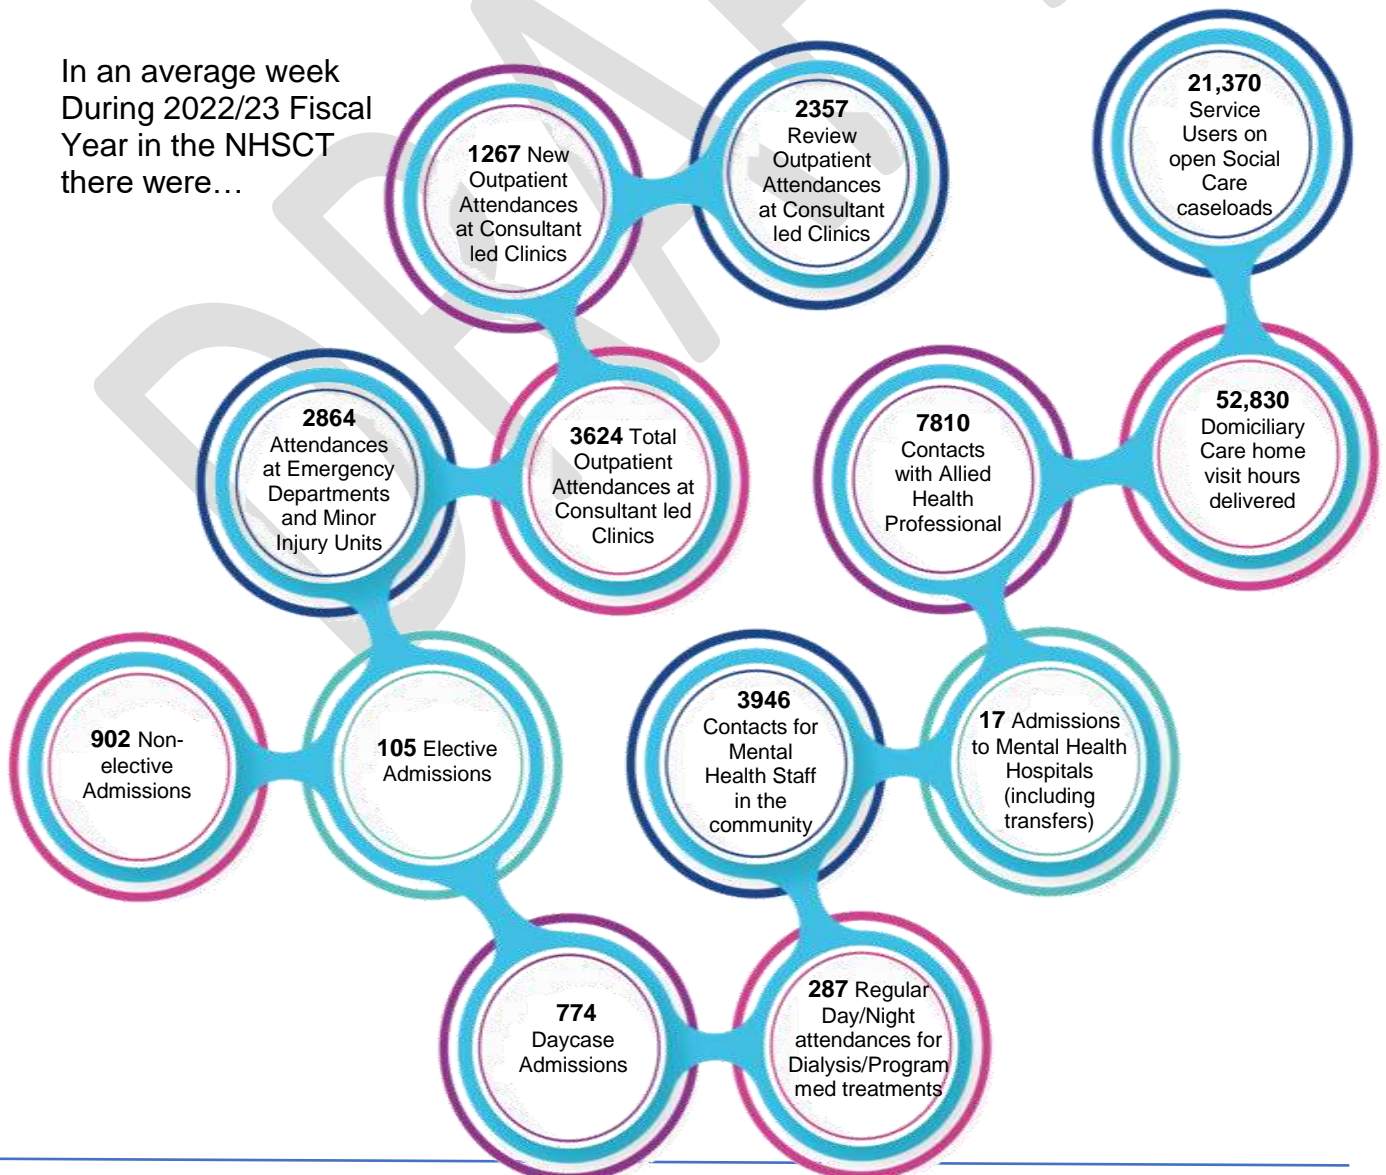 In an average week
During 2022/23 Fiscal
Year in the NHSCT
there were…
1267 New
Outpatient
Attendances
at Consultant
led Clinics
2357
Review
Outpatient
Attendances
at Consultant
led Clinics
21,370
Service
Users on
open Social
Care
caseloads
2864
Attendances
at Emergency
Departments
and Minor
Injury Units
3624 Total
Outpatient
Attendances at
Consultant led
Clinics
7810
Contacts
with Allied
Health
Professional
52,830
Domiciliary
Care home
visit hours
delivered
902 Non-
elective
Admissions
105 Elective
Admissions
3946
Contacts for
Mental
Health Staff
in the
community
17 Admissions
to Mental Health
Hospitals
(including
transfers)
774
Daycase
Admissions
287 Regular
Day/Night
attendances for
Dialysis/Program
med treatments